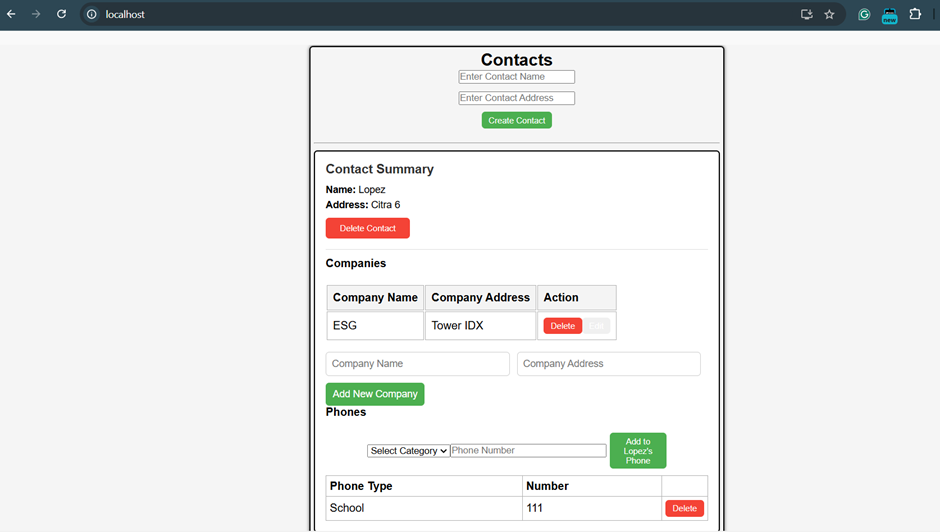 localhost
new
Contacts
Enter Contact Name
Enter Contact Address
Create Contact
Contact Summary
Name: Lopez
Address: Citra 6
Delete Contact
Companies
Company Name Company Address Action
ESG Tower IDX Delete Edit
Company Name Company Address
Add New Company
Phones
Select Category Phone Number
Add to
Lopez's
Phone
Phone Type Number
School 111 Delete